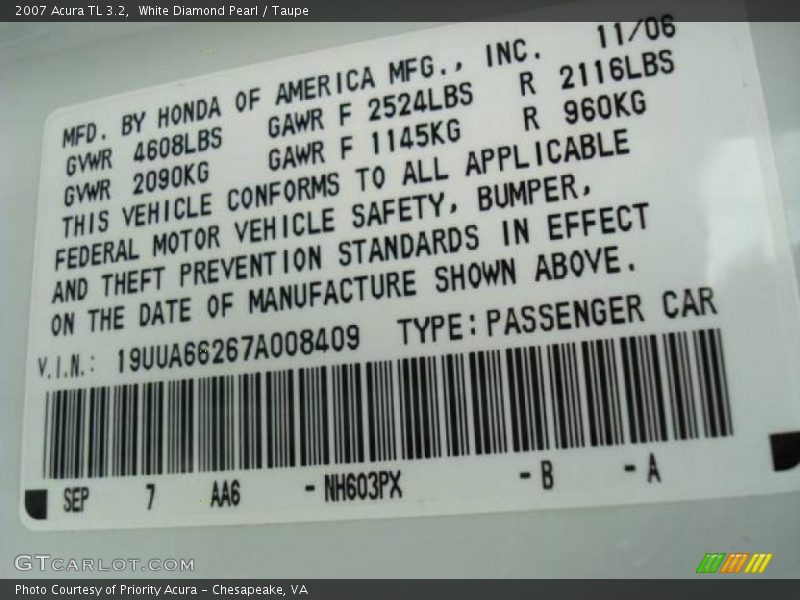 2007 Acura TL 3.2, White Diamond Pearl / Taupe
MFD. BY HONDA OF AMERICA MFG., INC. 11/06
GVWR 4608LBS GAWR F 2524LBS R 2116LBS
GVWR 2090KG GAWR F 1145KG R 960KG
THIS VEHICLE CONFORMS TO ALL APPLICABLE
FEDERAL MOTOR VEHICLE SAFETY, BUMPER,
AND THEFT PREVENTION STANDARDS IN EFFECT
ON THE DATE OF MANUFACTURE SHOWN ABOVE.
V.I.N.: 19UUA66267A008409 TYPE:PASSENGER CAR
SEP 7 AA6 -NH603PX -B -A
GTCARLOT.COM
Photo Courtesy of Priority Acura - Chesapeake, VA